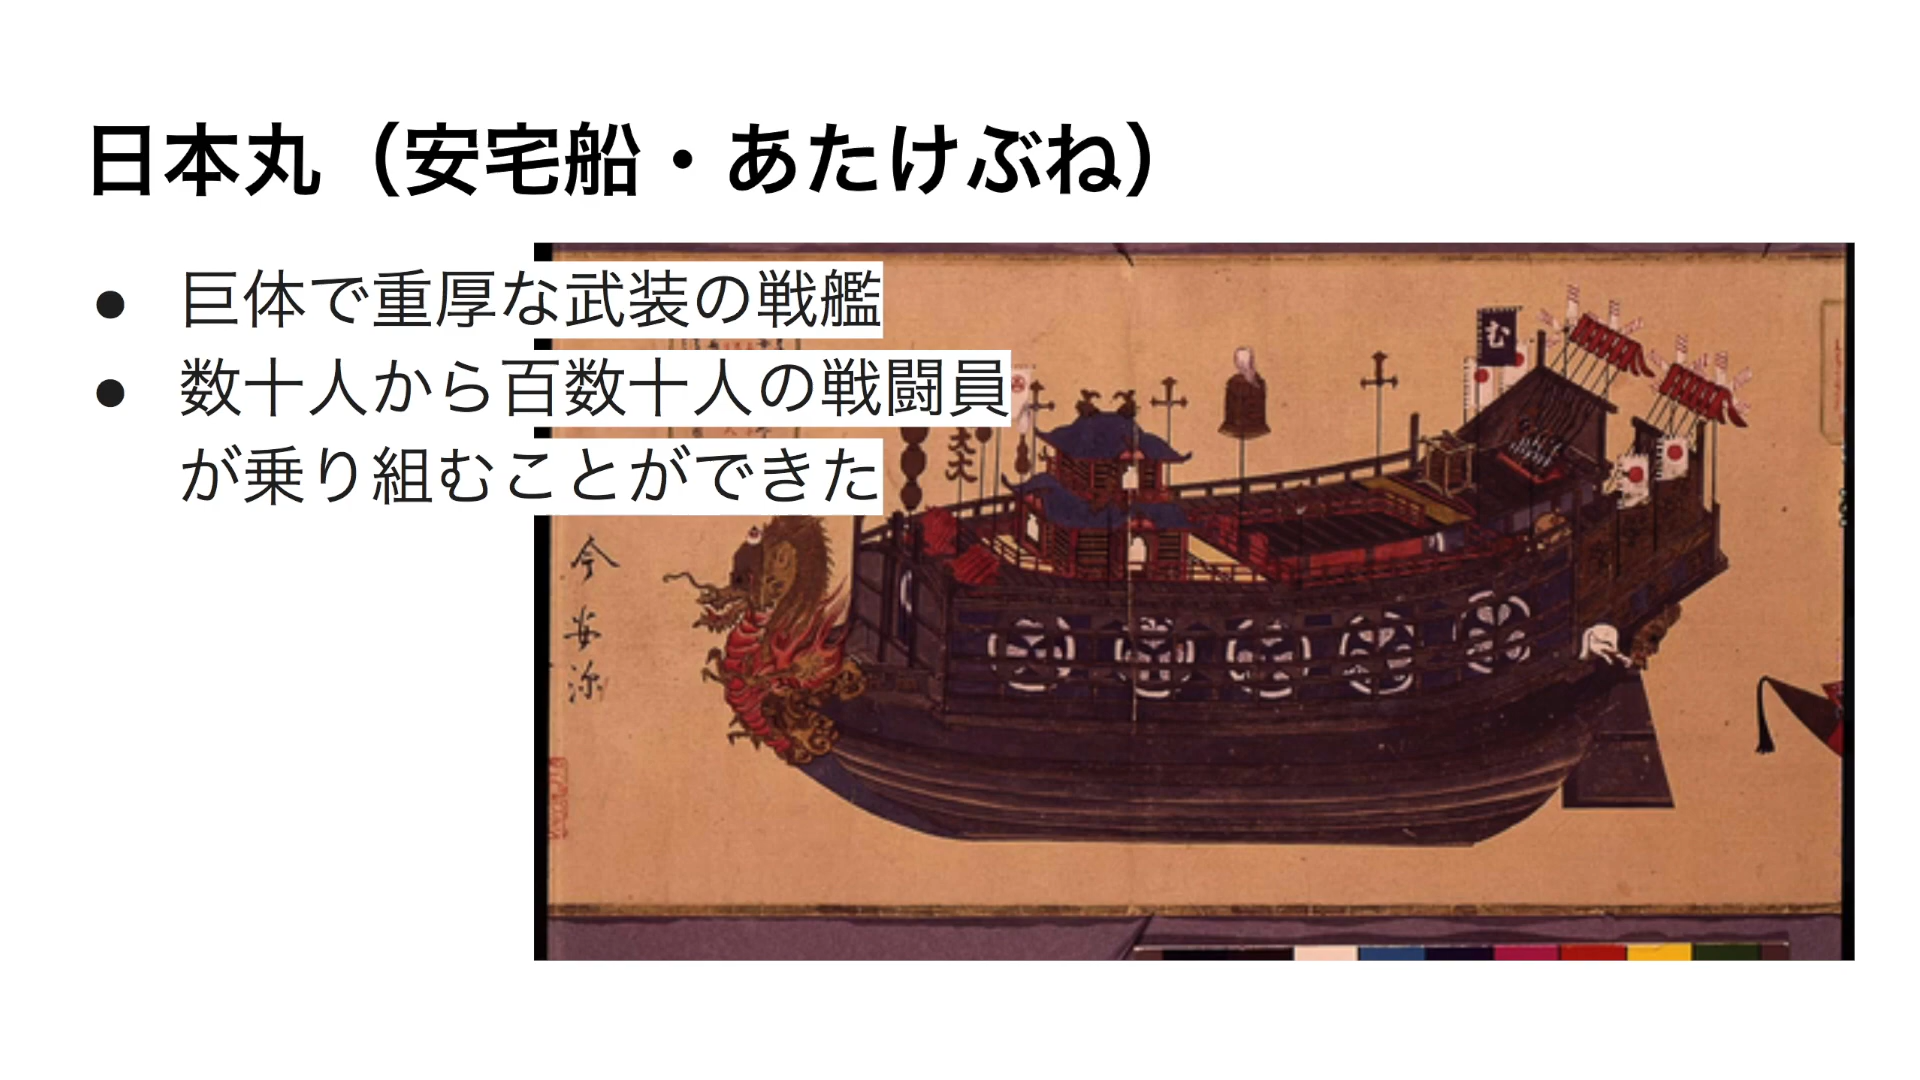 日本丸（安宅船・あたけぶね）
● 巨体で重厚な武装の戦艦
● 数十人から百数十人の戦闘員
が乗り組むことができた
む
今
安